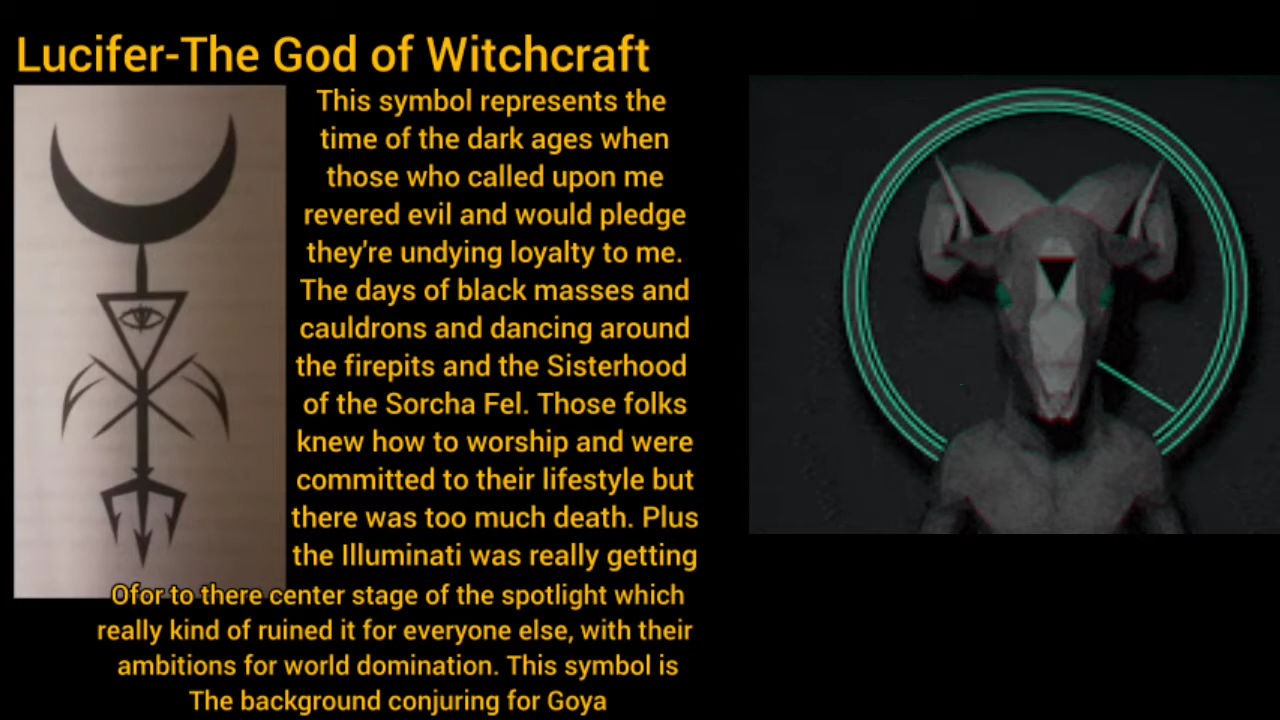 Lucifer-The God of Witchcraft
This symbol represents the
time of the dark ages when
those who called upon me
revered evil and would pledge
they're undying loyalty to me.
The days of black masses and
cauldrons and dancing around
the firepits and the Sisterhood
of the Sorcha Fel. Those folks
knew how to worship and were
committed to their lifestyle but
there was too much death. Plus
the Illuminati was really getting
Ofor to there center stage of the spotlight which
really kind of ruined it for everyone else, with their
ambitions for world domination. This symbol is
The background conjuring for Goya